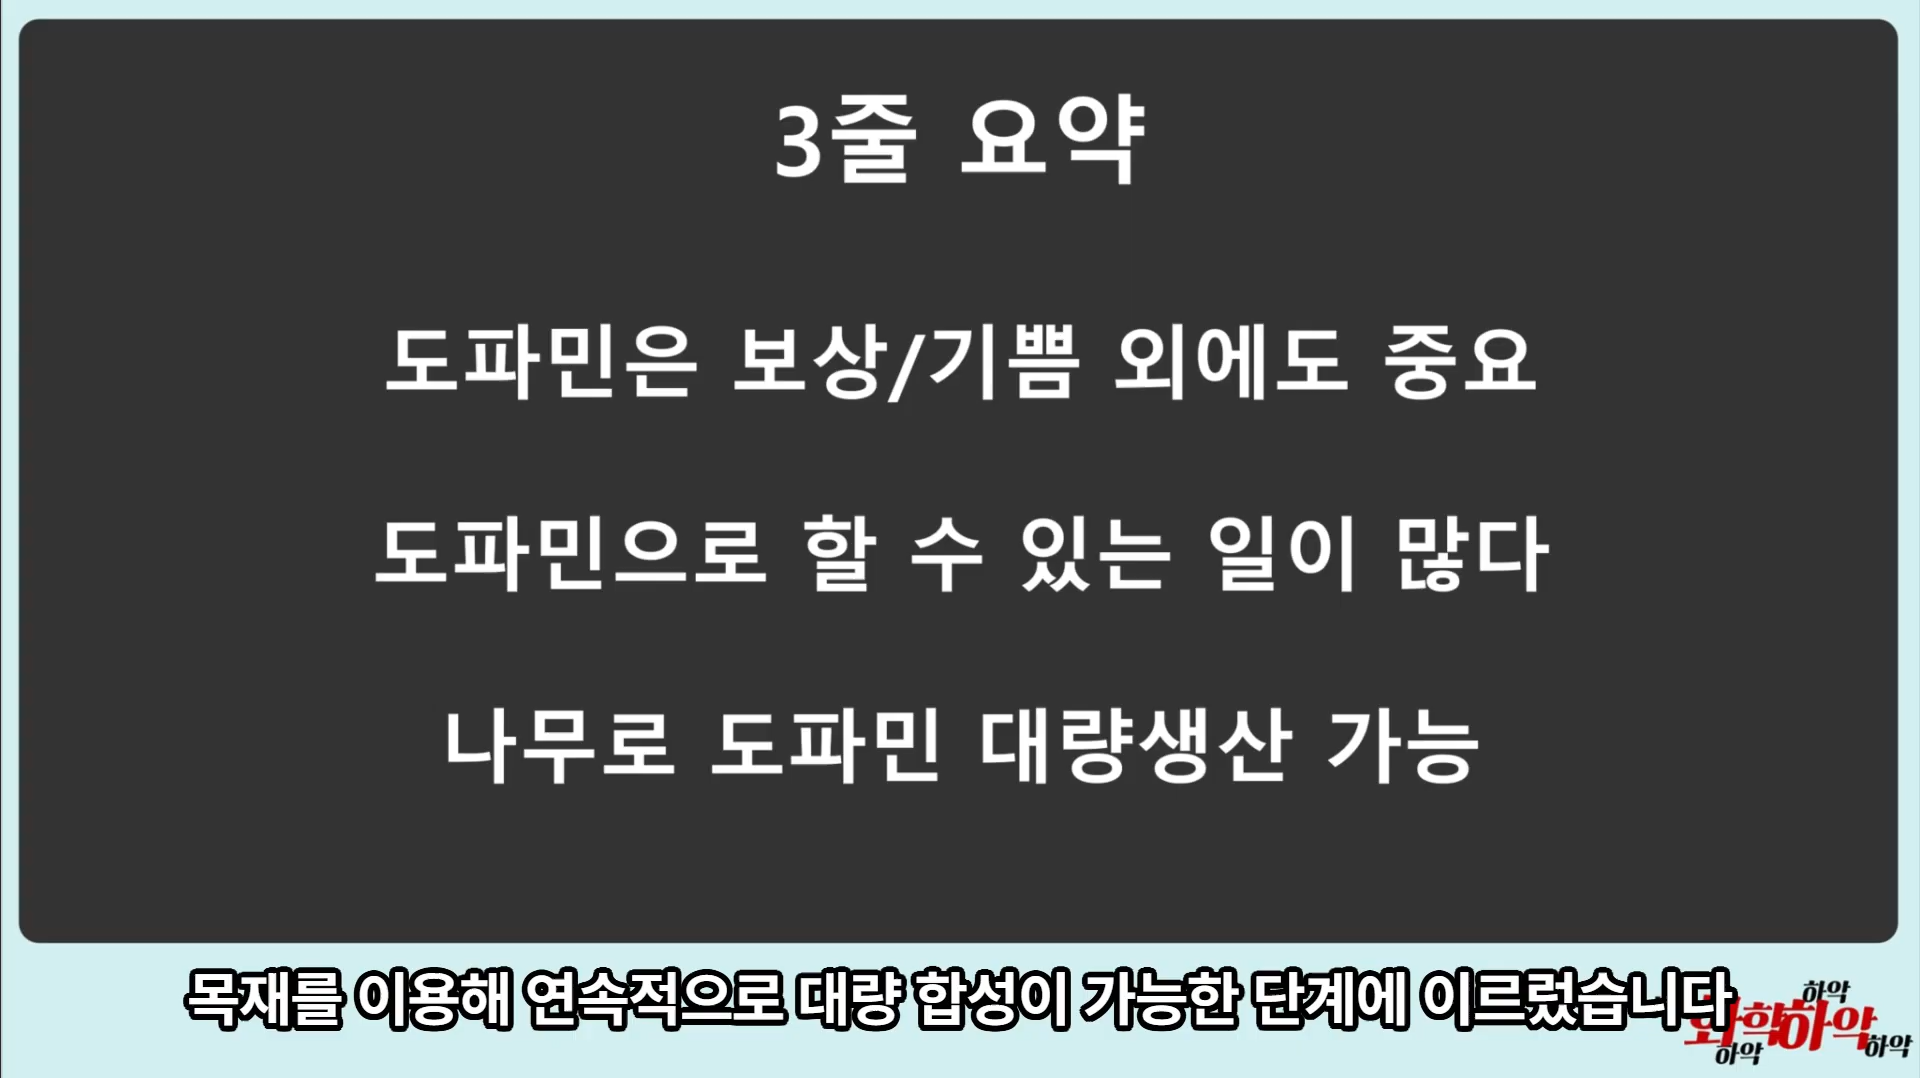 3줄 요약
도파민은 보상/기쁨 외에도 중요
도파민으로 할 수 있는 일이 많다
나무로 도파민 대량생산 가능
목재를 이용해 연속적으로 대량 합성이 가능한 단계에 이르렀습니다
하약
화학하약
하약
하약